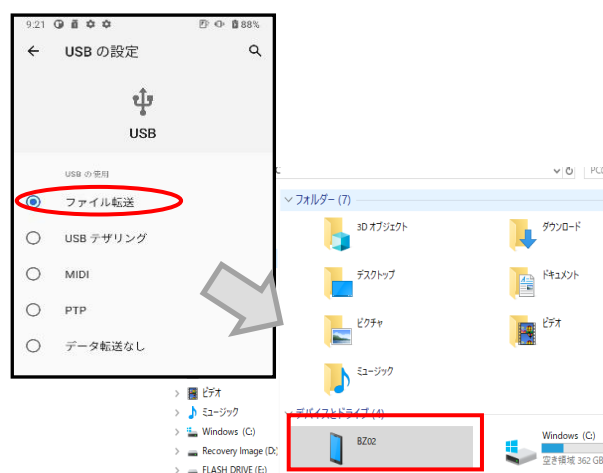 9:21
88%
USB の設定
USB
USB の使用
ファイル転送
USB テザリング
MIDI
PTP
データ転送なし
フォルダー (7)
3D オブジェクト
ダウンロード
デスクトップ
ドキュメント
ピクチャ
ビデオ
ミュージック
デバイスとドライブ (4)
BZ02
Windows (C:)
空き領域 362 GB
ビデオ
ミュージック
Windows (C:)
Recovery Image (D:)
FLASH DRIVE (E:)